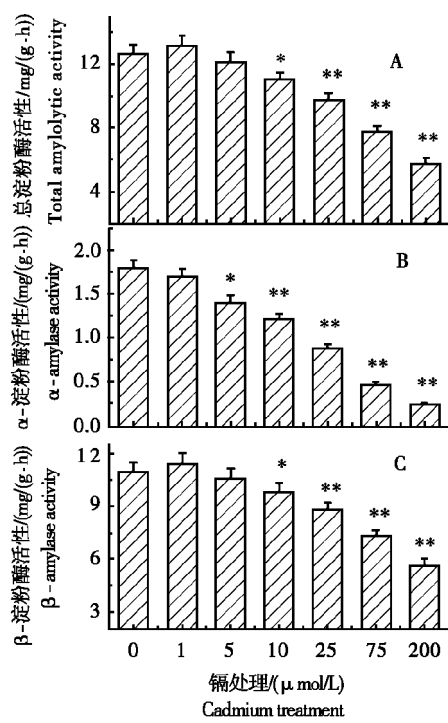 总淀粉酶活性/mg/(g·h)
Total amylolytic activity
12
8
4
A
*
**
**
**
α-淀粉酶活性/(mg/(g·h)
α-amylase activity
2.0
1.5
1.0
0.5
0.0
B
*
**
**
**
**
β-淀粉酶活性/(mg/(g·h)
β-amylase activity
12
9
6
3
C
*
**
**
**
0 1 5 10 25 75 200
镉处理/(μ mol/L)
Cadmium treatment